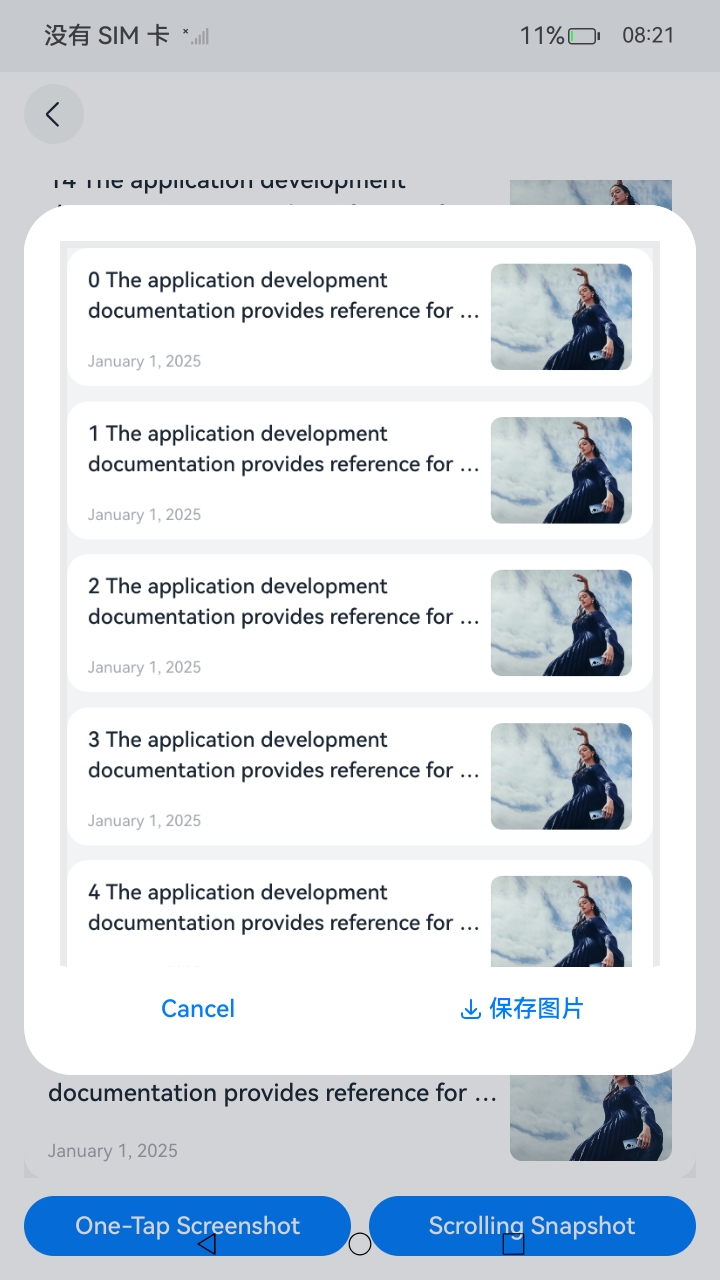 没有 SIM 卡
11%
08:21
14 The application development
0 The application development
documentation provides reference for ...
January 1, 2025
1 The application development
documentation provides reference for ...
January 1, 2025
2 The application development
documentation provides reference for ...
January 1, 2025
3 The application development
documentation provides reference for ...
January 1, 2025
4 The application development
documentation provides reference for ...
Cancel
保存图片
documentation provides reference for ...
January 1, 2025
One-Tap Screenshot
Scrolling Snapshot